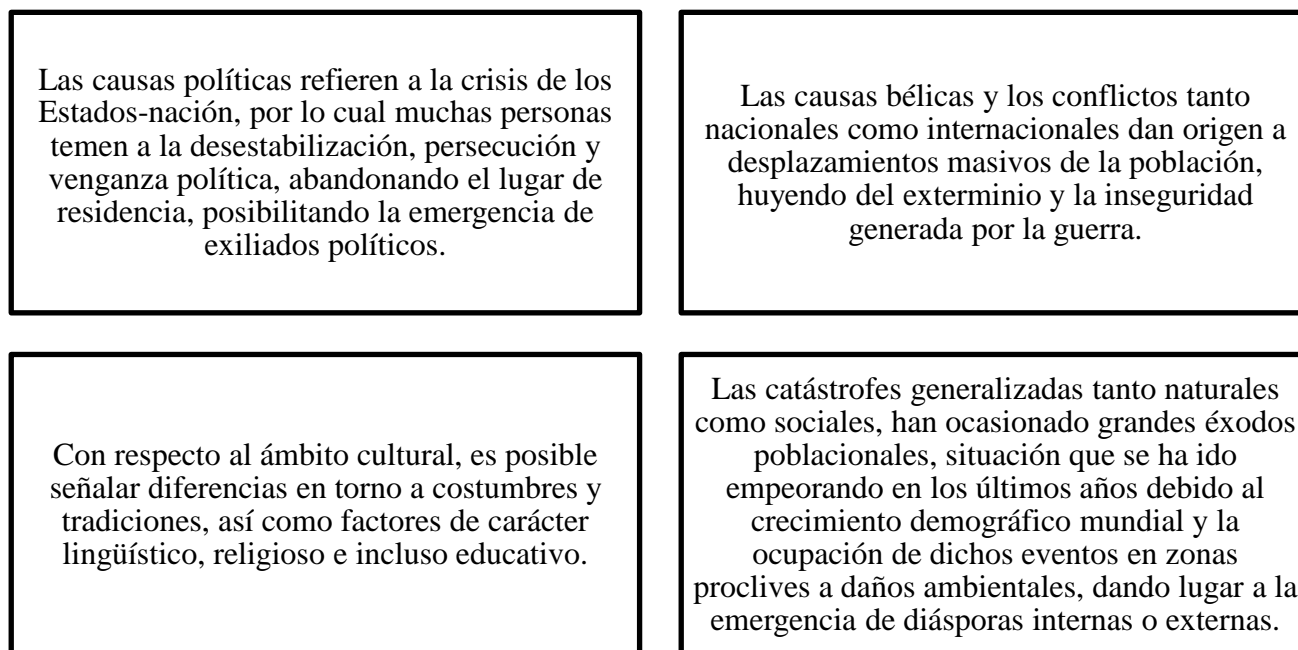 Las causas políticas refieren a la crisis de los
Estados-nación, por lo cual muchas personas
temen a la desestabilización, persecución y
venganza política, abandonando el lugar de
residencia, posibilitando la emergencia de
exiliados políticos.
Las causas bélicas y los conflictos tanto
nacionales como internacionales dan origen a
desplazamientos masivos de la población,
huyendo del exterminio y la inseguridad
generada por la guerra.
Con respecto al ámbito cultural, es posible
señalar diferencias en torno a costumbres y
tradiciones, así como factores de carácter
lingüístico, religioso e incluso educativo.
Las catástrofes generalizadas tanto naturales
como sociales, han ocasionado grandes éxodos
poblacionales, situación que se ha ido
empeorando en los últimos años debido al
crecimiento demográfico mundial y la
ocupación de dichos eventos en zonas
proclives a daños ambientales, dando lugar a la
emergencia de diásporas internas o externas.